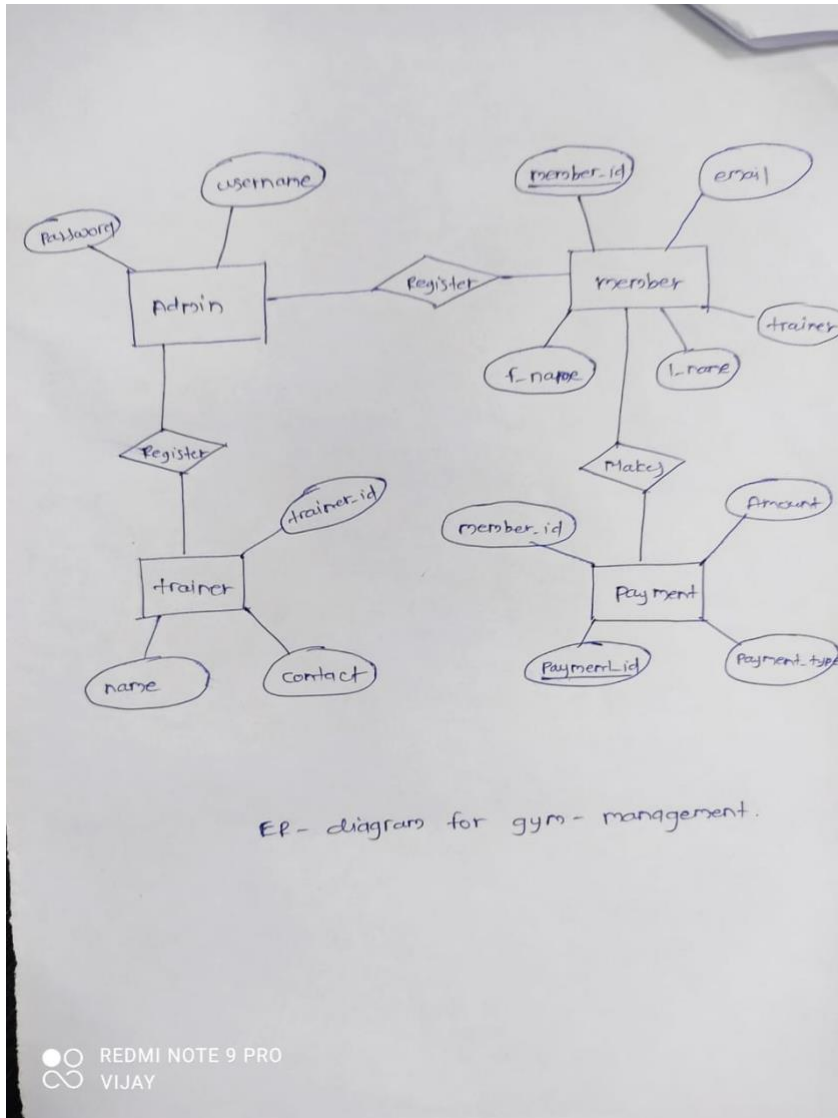 username
Password
Admin
Register
member_id
email
member
trainer
f_name
l_name
Register
Makes
trainer_id
trainer
name
contact
member_id
Amount
Payment
Payment_id
Payment_type
ER- diagram for gym- management.
REDMI NOTE 9 PRO
VIJAY